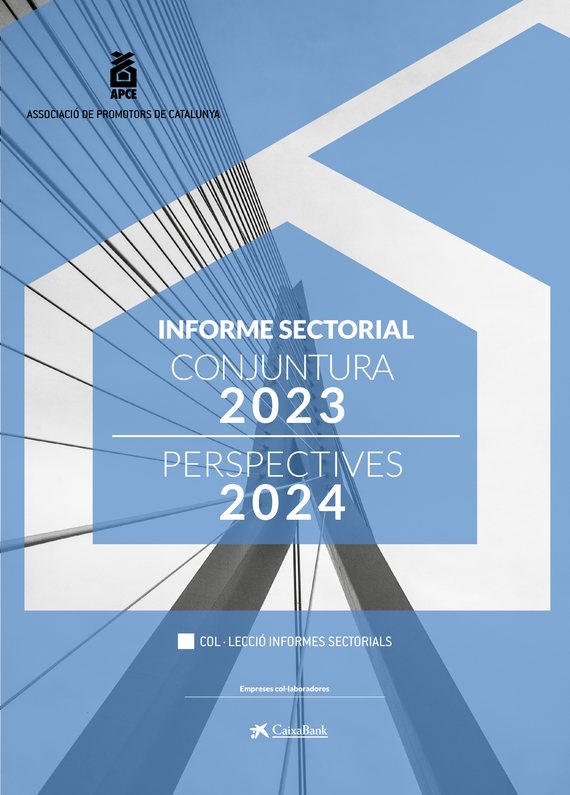 APCE
ASSOCIACIÓ DE PROMOTORS DE CATALUNYA
INFORME SECTORIAL
CONJUNTURA
2023
PERSPECTIVES
2024
COL · LECCIÓ INFORMES SECTORIALS
Empreses col·laboradores
CaixaBank